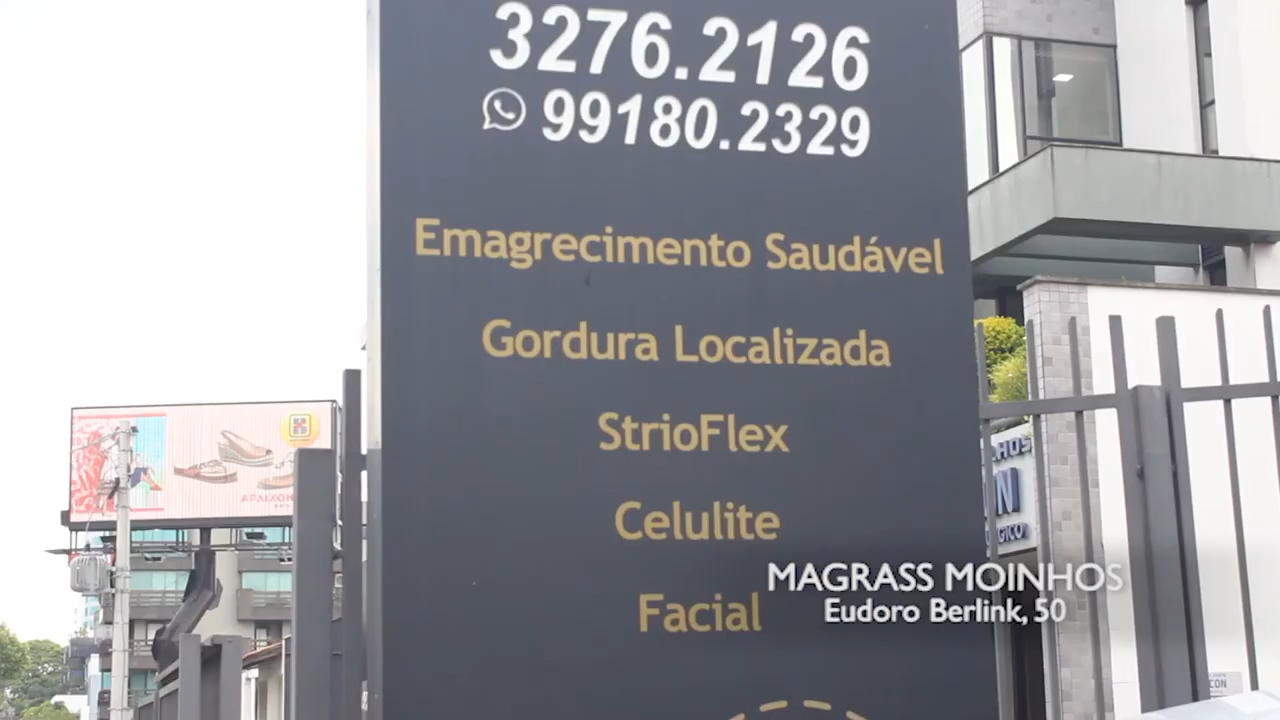 3276.2126
99180.2329
Emagrecimento Saudável
Gordura Localizada
StrioFlex
Celulite
Facial
MAGRASS MOINHOS
Eudoro Berlink, 50